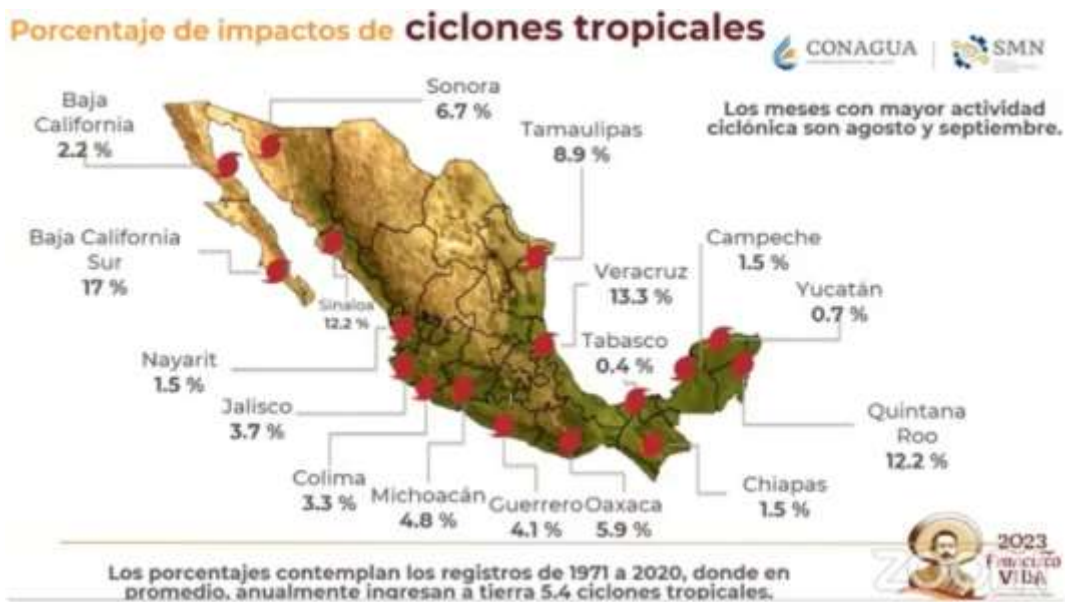 Porcentaje de impactos de ciclones tropicales
CONAGUA
SMN
Los meses con mayor actividad
ciclónica son agosto y septiembre.
Baja
California
2.2 %
Sonora
6.7 %
Tamaulipas
8.9 %
Baja California
Sur
17 %
Sinaloa
12.2 %
Veracruz
13.3 %
Campeche
1.5 %
Yucatán
0.7 %
Tabasco
0.4 %
Nayarit
1.5 %
Jalisco
3.7 %
Colima
3.3 %
Michoacán
4.8 %
Guerrero
4.1 %
Oaxaca
5.9 %
Chiapas
1.5 %
Quintana
Roo
12.2 %
2023
VILLA
Los porcentajes contemplan los registros de 1971 a 2020, donde en
promedio, anualmente ingresan a tierra 5.4 ciclones tropicales.